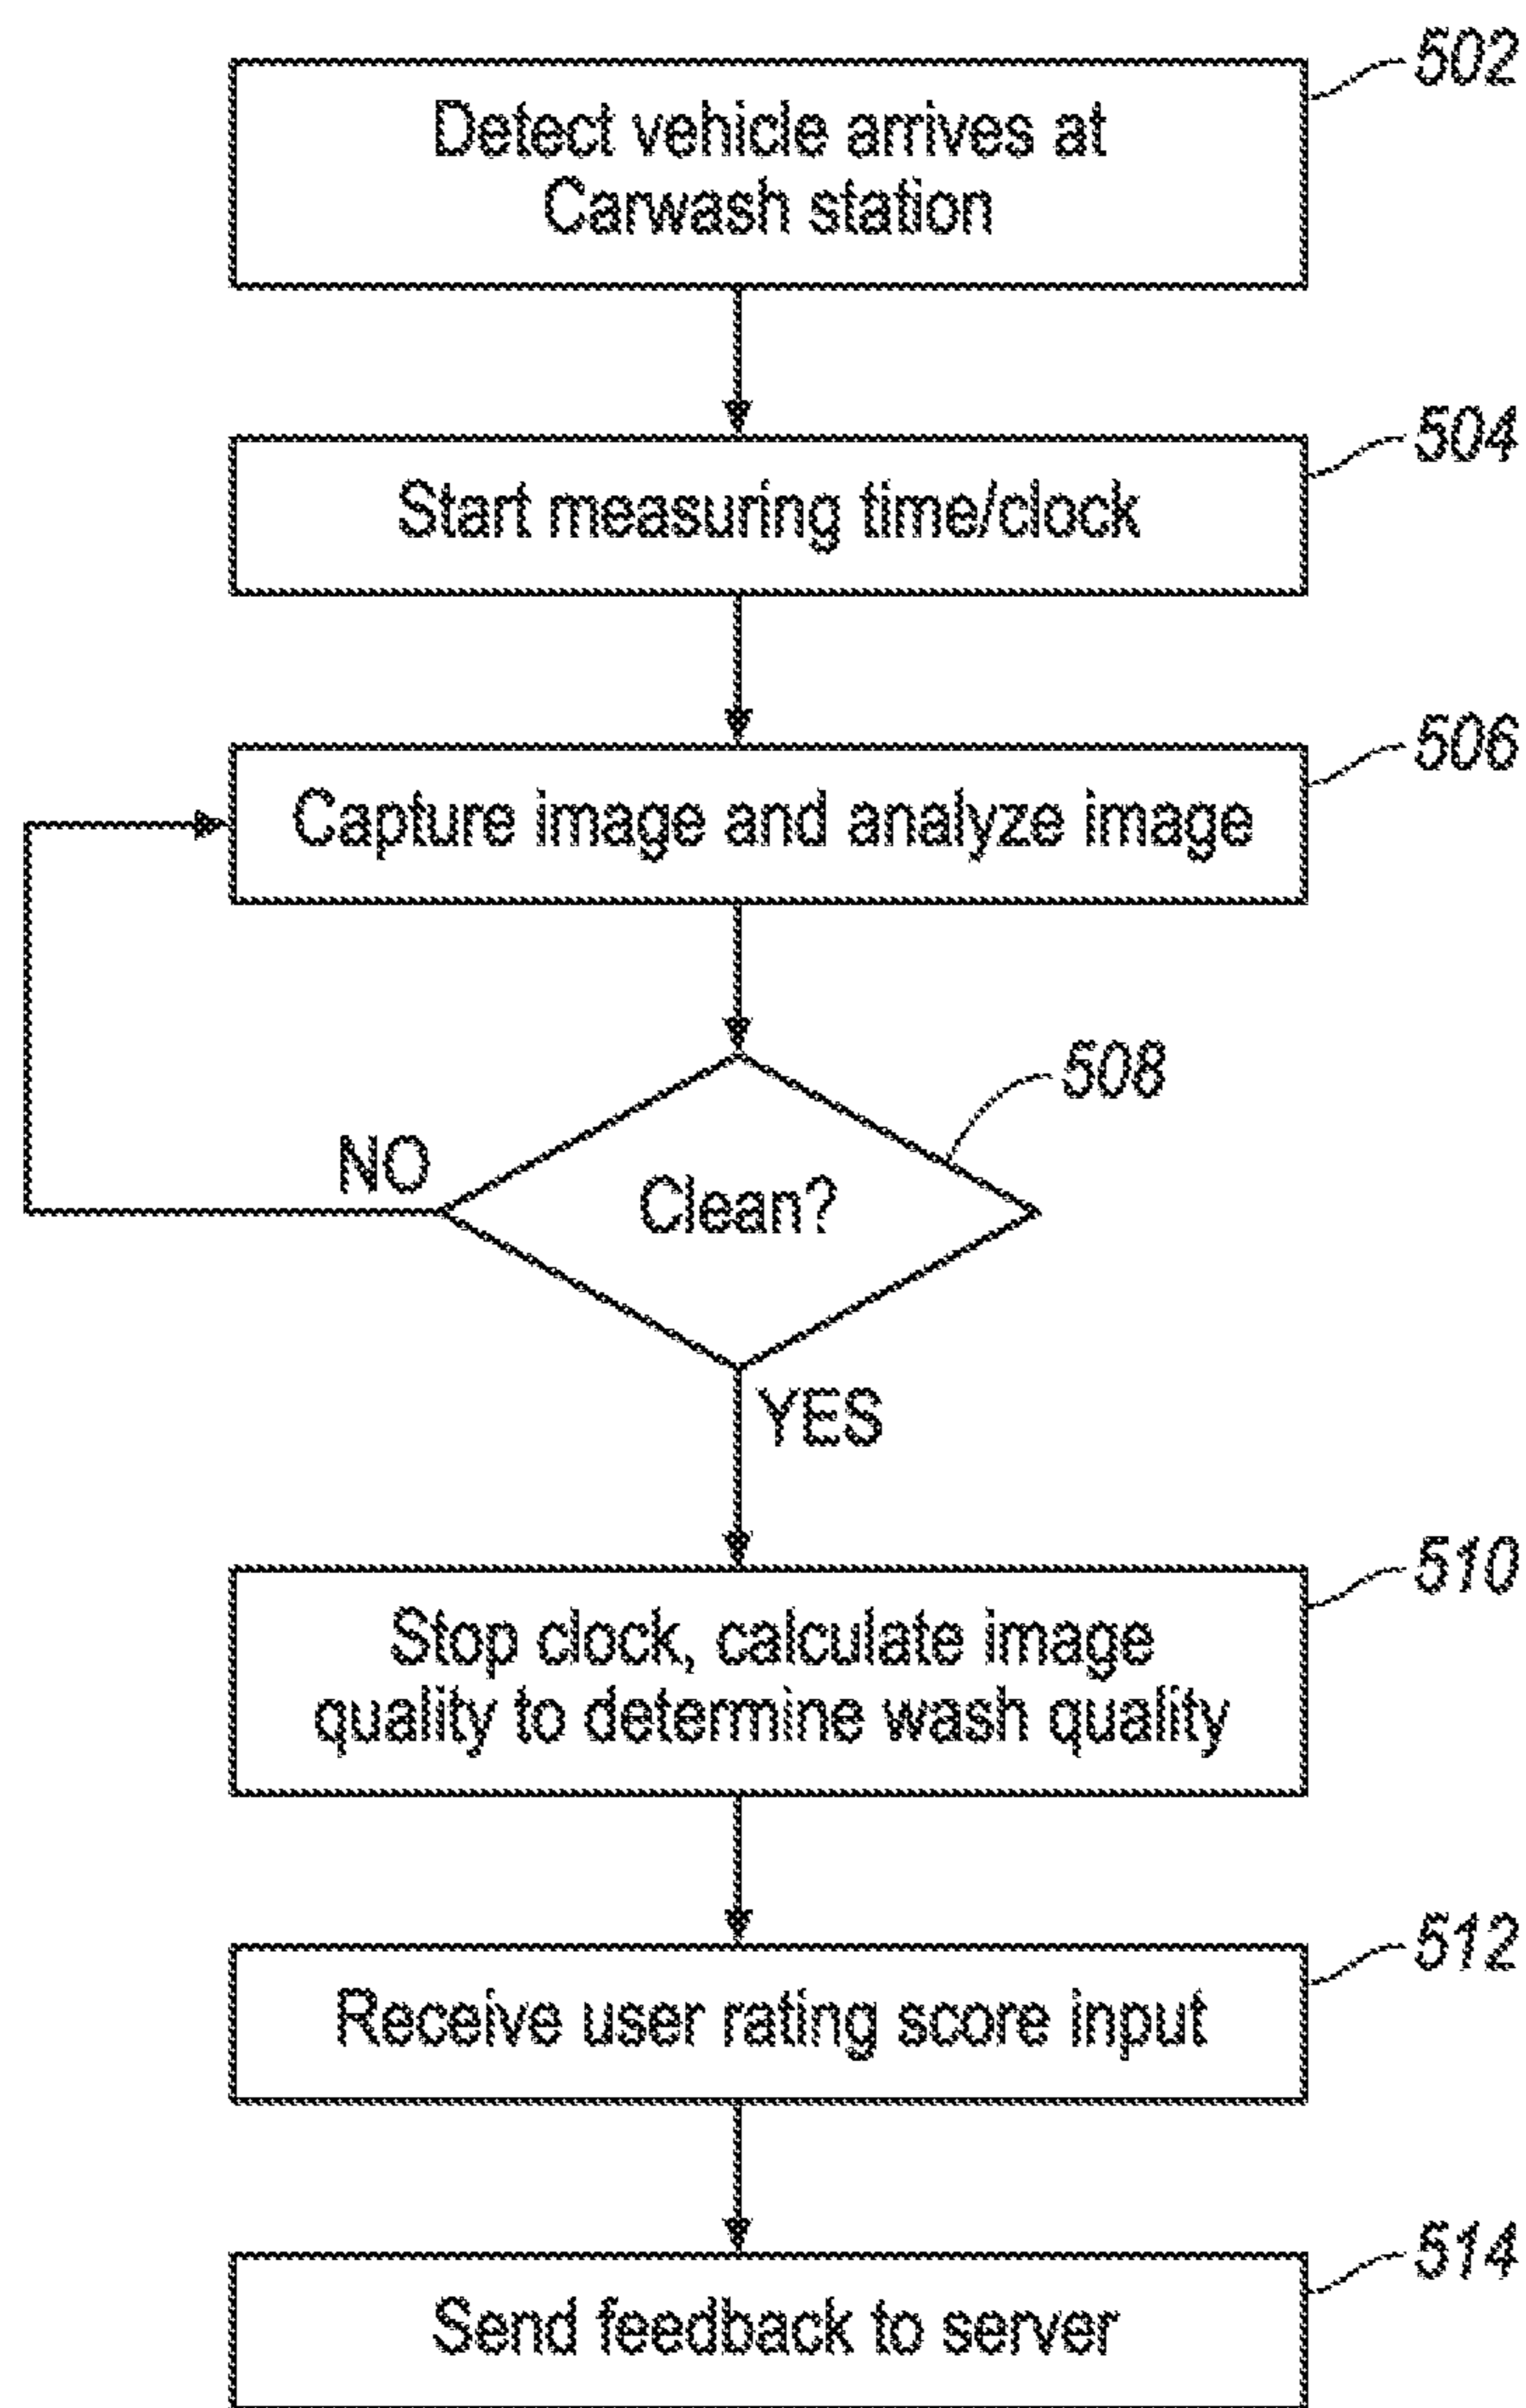 502
Detect vehicle arrives at
Carwash station
504
Start measuring time/clock
506
Capture image and analyze image
508
NO
Clean?
YES
510
Stop clock, calculate image
quality to determine wash quality
512
Receive user rating score input
514
Send feedback to server